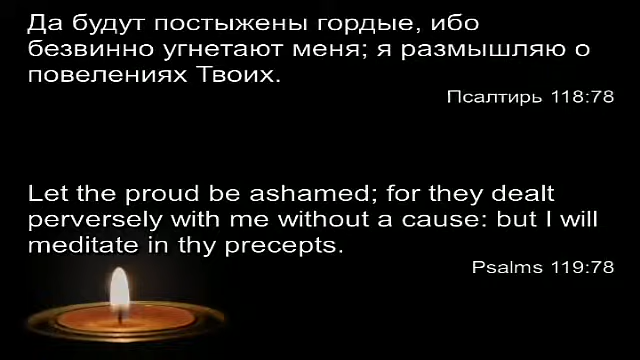 Да будут постыжены гордые, ибо
безвинно угнетают меня; я размышляю о
повелениях Твоих.
Псалтирь 118:78
Let the proud be ashamed; for they dealt
perversely with me without a cause: but I will
meditate in thy precepts.
Psalms 119:78